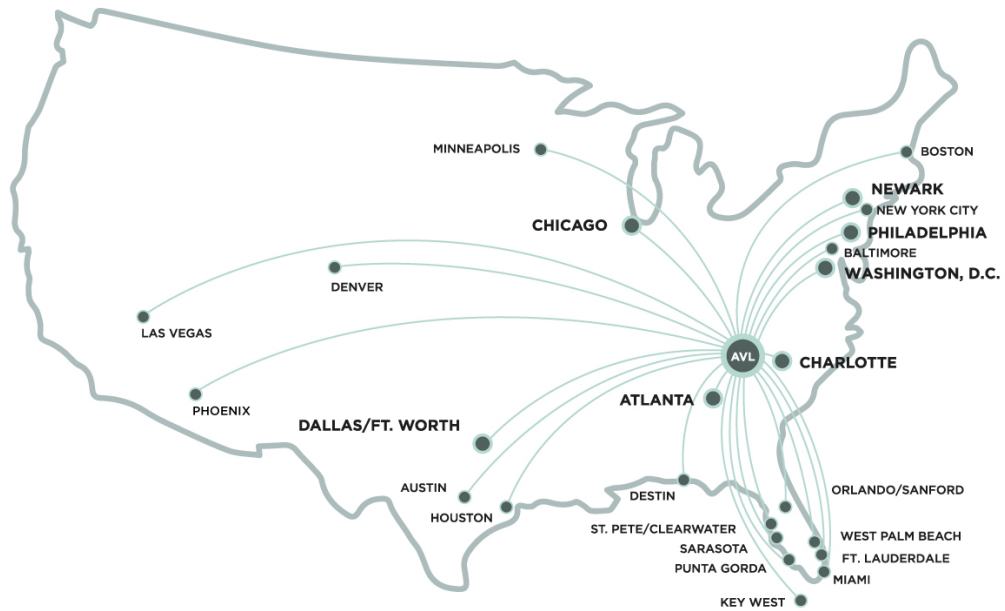 MINNEAPOLIS
BOSTON
NEWARK
NEW YORK CITY
CHICAGO
PHILADELPHIA
BALTIMORE
WASHINGTON, D.C.
DENVER
LAS VEGAS
AVL
CHARLOTTE
ATLANTA
PHOENIX
DALLAS/FT. WORTH
AUSTIN
HOUSTON
DESTIN
ORLANDO/SANFORD
ST. PETE/CLEARWATER
WEST PALM BEACH
SARASOTA
FT. LAUDERDALE
PUNTA GORDA
MIAMI
KEY WEST